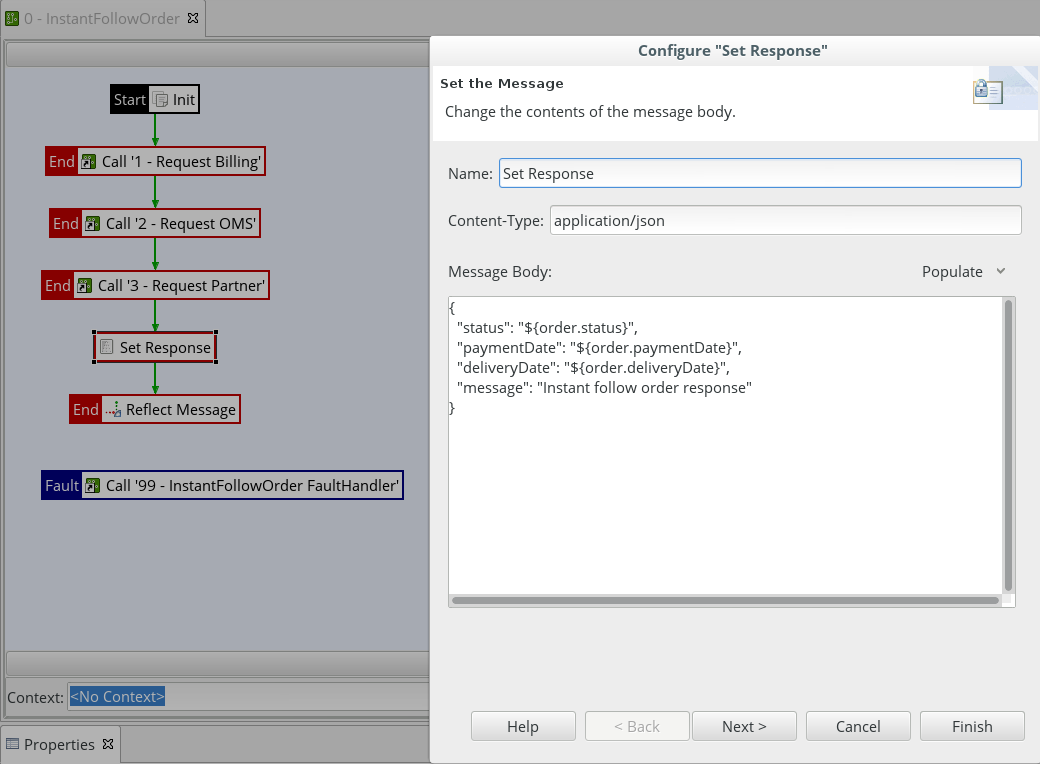 0 - InstantFollowOrder
Start Init
End Call '1 - Request Billing'
End Call '2 - Request OMS'
End Call '3 - Request Partner'
Set Response
End Reflect Message
Fault Call '99 - InstantFollowOrder FaultHandler'
Context: <No Context>
Properties
Configure "Set Response"
Set the Message
Change the contents of the message body.
Name: Set Response
Content-Type: application/json
Message Body: Populate
{
  "status": "${order.status}",
  "paymentDate": "${order.paymentDate}",
  "deliveryDate": "${order.deliveryDate}",
  "message": "Instant follow order response"
}
Help < Back Next > Cancel Finish